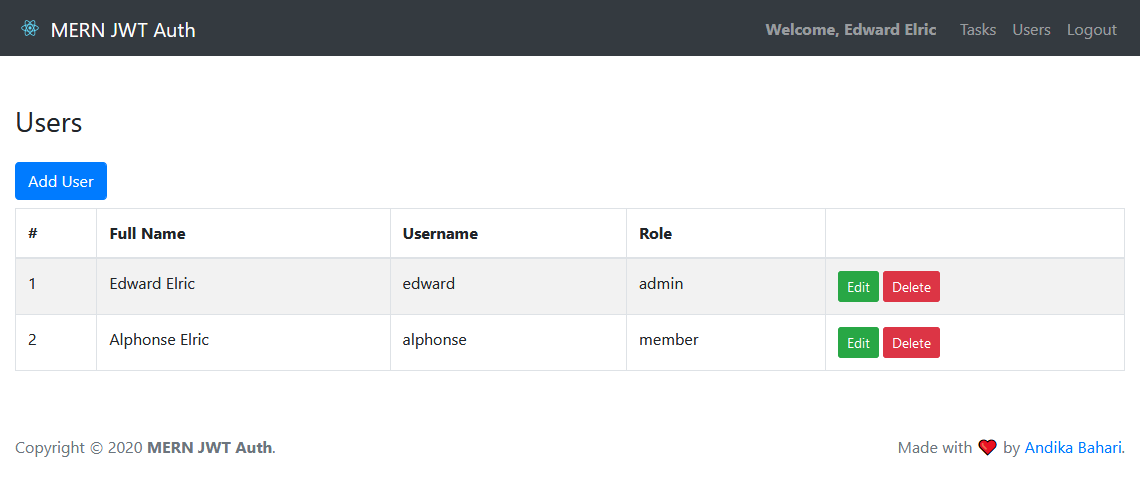 MERN JWT Auth Welcome, Edward Elric Tasks Users Logout
Users
Add User
# Full Name Username Role
1 Edward Elric edward admin Edit Delete
2 Alphonse Elric alphonse member Edit Delete
Copyright © 2020 MERN JWT Auth. Made with ❤ by Andika Bahari.